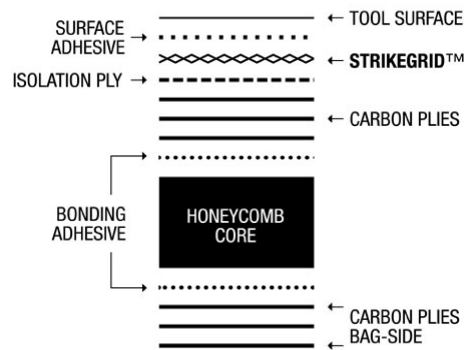 TOOL SURFACE
SURFACE
ADHESIVE
STRIKEGRID™
ISOLATION PLY
CARBON PLIES
BONDING
ADHESIVE
HONEYCOMB
CORE
CARBON PLIES
BAG-SIDE